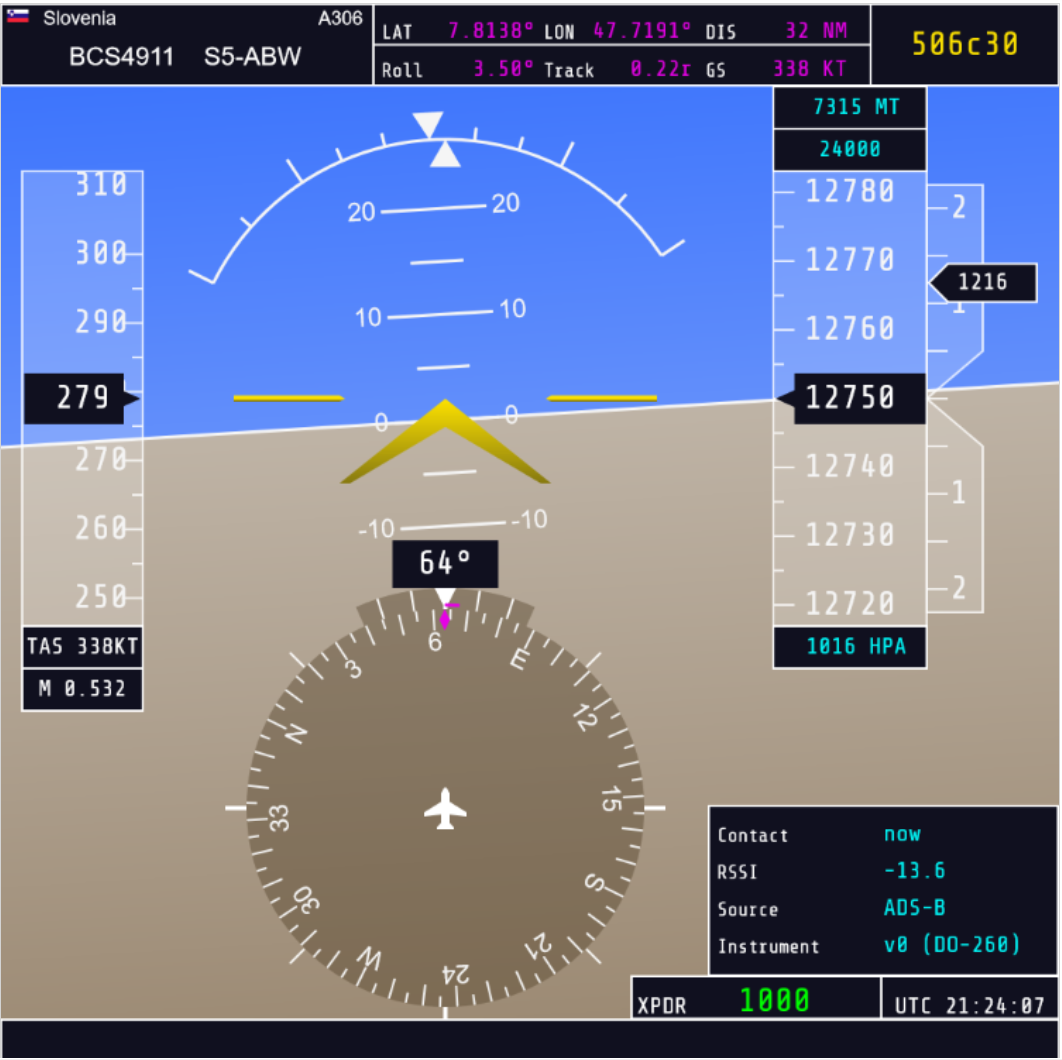 Slovenia A306
BCS4911 S5-ABW
LAT 7.8138° LON 47.7191° DIS 32 NM
Roll 3.50° Track 0.22r GS 338 KT
506c30
7315 MT
24000
310
300
290
279
270
260
250
TAS 338KT
M 0.532
20 20
10 10
0 0
-10 -10
12780
12770
12760
12750
12740
12730
12720
1016 HPA
2
1216
1
1
2
64°
6
E
12
15
S
21
24
W
30
33
N
3
Contact now
RSSI -13.6
Source ADS-B
Instrument v0 (DO-260)
XPDR 1000 UTC 21:24:07